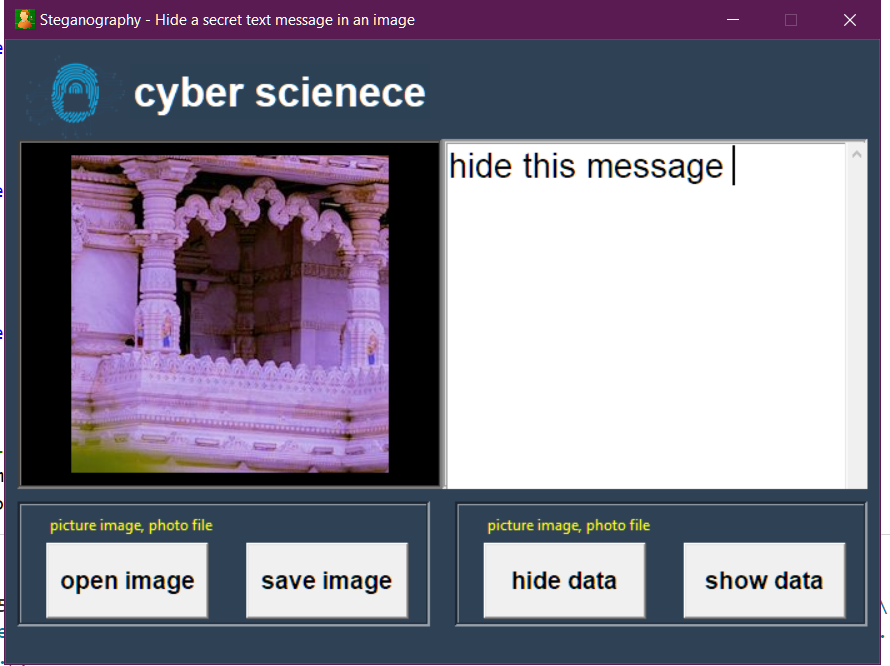 Steganography - Hide a secret text message in an image
cyber scienece
hide this message
picture image, photo file
open image
save image
picture image, photo file
hide data
show data